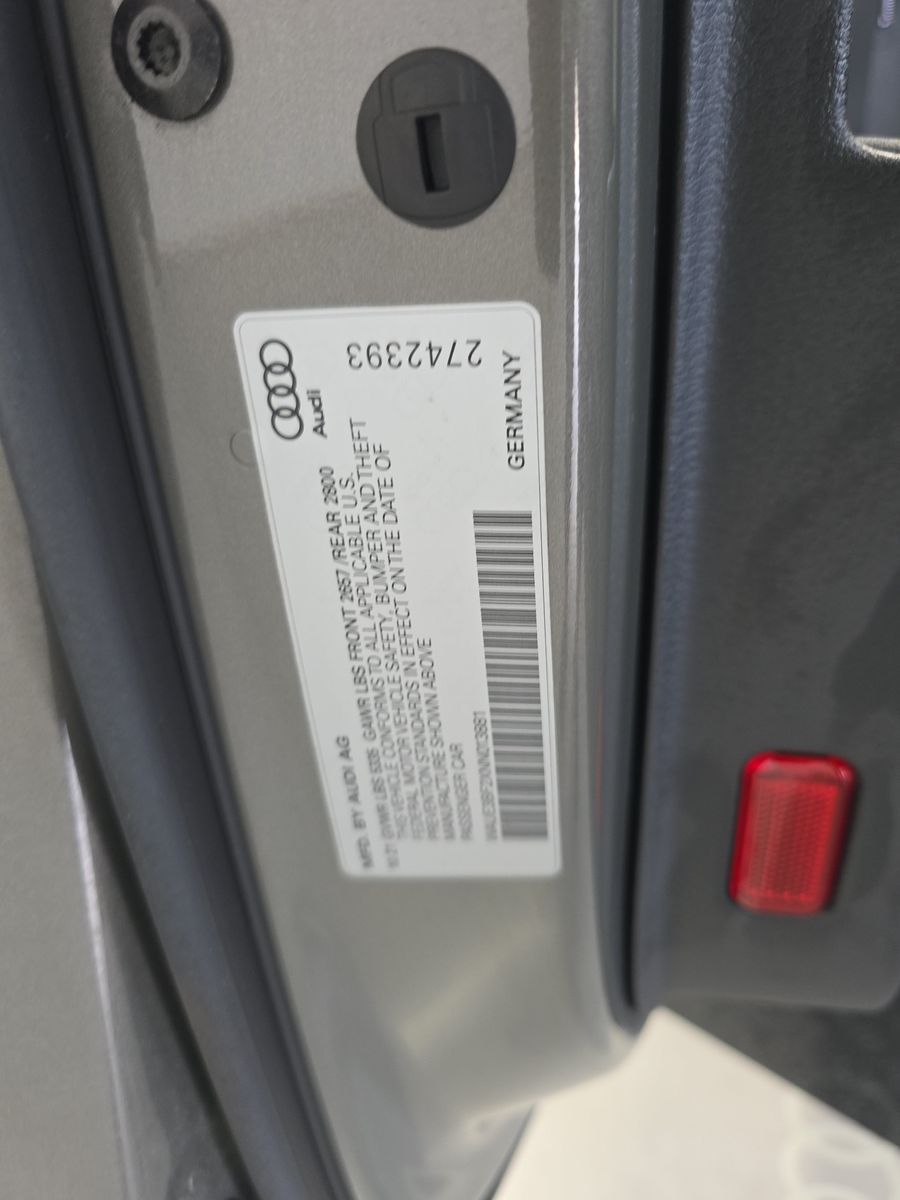 MFD. BY AUDI AG
10/21 GVWR LBS 5335 GAWR LBS FRONT 2657 /REAR 2800
THIS VEHICLE CONFORMS TO ALL APPLICABLE U.S.
FEDERAL MOTOR VEHICLE SAFETY, BUMPER AND THEFT
PREVENTION STANDARDS IN EFFECT ON THE DATE OF
MANUFACTURE SHOWN ABOVE
PASSENGER CAR
Audi
2742393
GERMANY